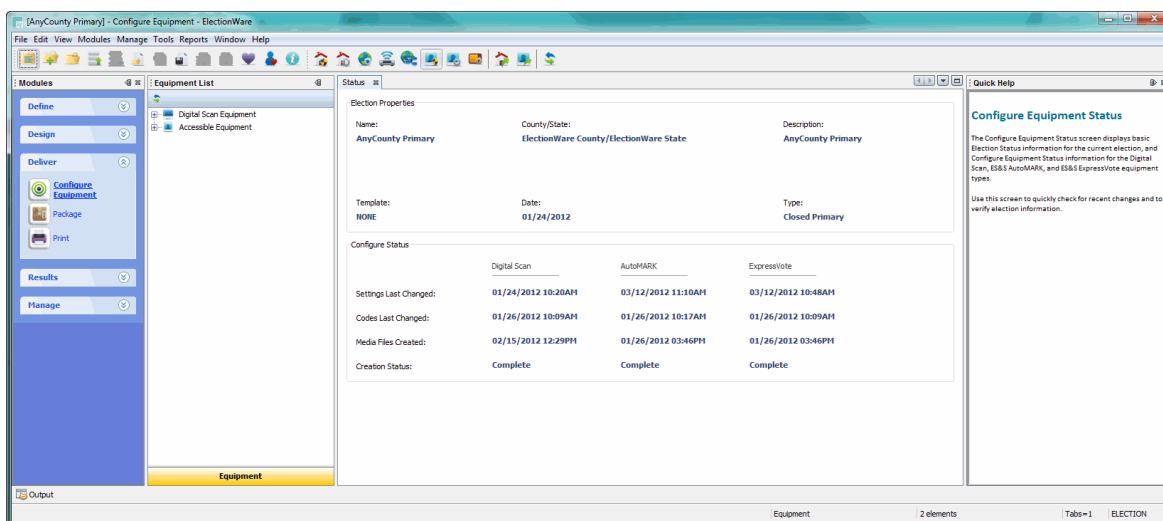 [AnyCounty Primary] - Configure Equipment - ElectionWare
File Edit View Modules Manage Tools Reports Window Help
Modules
Define
Design
Deliver
Configure
Equipment
Package
Print
Results
Manage
Equipment List
Digital Scan Equipment
Accessible Equipment
Equipment
Status
Election Properties
Name: County/State: Description:
AnyCounty Primary ElectionWare County/ElectionWare State AnyCounty Primary
Template: Date: Type:
NONE 01/24/2012 Closed Primary
Configure Status
Digital Scan AutoMARK ExpressVote
Settings Last Changed: 01/24/2012 10:20AM 03/12/2012 11:10AM 03/12/2012 10:48AM
Codes Last Changed: 01/26/2012 10:09AM 01/26/2012 10:17AM 01/26/2012 10:09AM
Media Files Created: 02/15/2012 12:29PM 01/26/2012 03:46PM 01/26/2012 03:46PM
Creation Status: Complete Complete Complete
Quick Help
Configure Equipment Status
The Configure Equipment Status screen displays basic
Election Status information for the current election, and
Configure Equipment Status information for the Digital
Scan, ES&S AutoMARK, and ES&S ExpressVote equipment
types.
Use this screen to quickly check for recent changes and to
verify election information.
Output
Equipment 2 elements Tabs=1 ELECTION